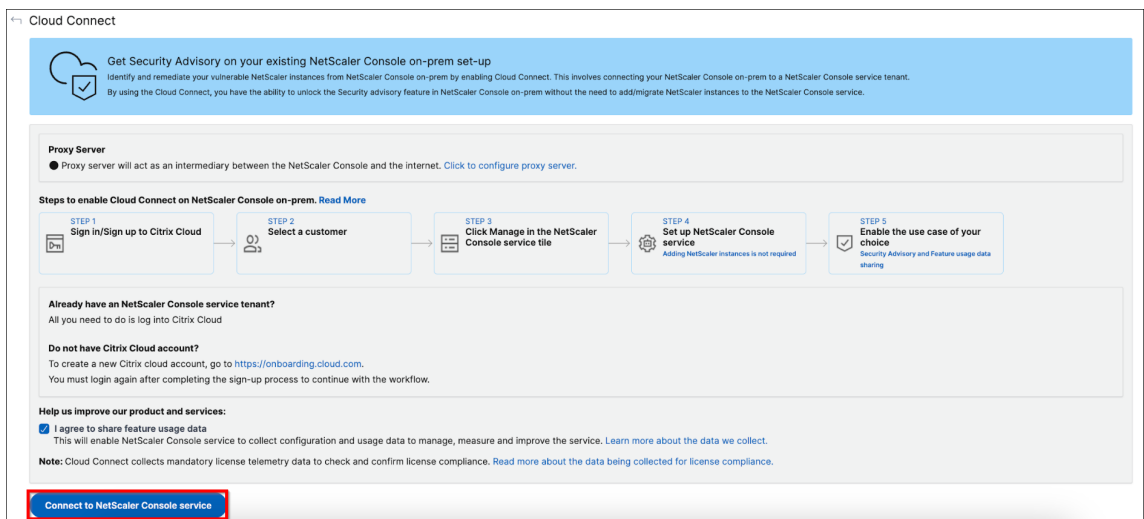 Cloud Connect
Get Security Advisory on your existing NetScaler Console on-prem set-up
Identify and remediate your vulnerable NetScaler instances from NetScaler Console on-prem by enabling Cloud Connect. This involves connecting your NetScaler Console on-prem to a NetScaler Console service tenant.
By using the Cloud Connect, you have the ability to unlock the Security advisory feature in NetScaler Console on-prem without the need to add/migrate NetScaler instances to the NetScaler Console service.
Proxy Server
Proxy server will act as an intermediary between the NetScaler Console and the internet. Click to configure proxy server.
Steps to enable Cloud Connect on NetScaler Console on-prem. Read More
STEP 1
Sign in/Sign up to Citrix Cloud
STEP 2
Select a customer
STEP 3
Click Manage in the NetScaler
Console service tile
STEP 4
Set up NetScaler Console
service
Adding NetScaler instances is not required
STEP 5
Enable the use case of your
choice
Security Advisory and Feature usage data
sharing
Already have an NetScaler Console service tenant?
All you need to do is log into Citrix Cloud
Do not have Citrix Cloud account?
To create a new Citrix cloud account, go to https://onboarding.cloud.com.
You must login again after completing the sign-up process to continue with the workflow.
Help us improve our product and services:
I agree to share feature usage data
This will enable NetScaler Console service to collect configuration and usage data to manage, measure and improve the service. Learn more about the data we collect.
Note: Cloud Connect collects mandatory license telemetry data to check and confirm license compliance. Read more about the data being collected for license compliance.
Connect to NetScaler Console service